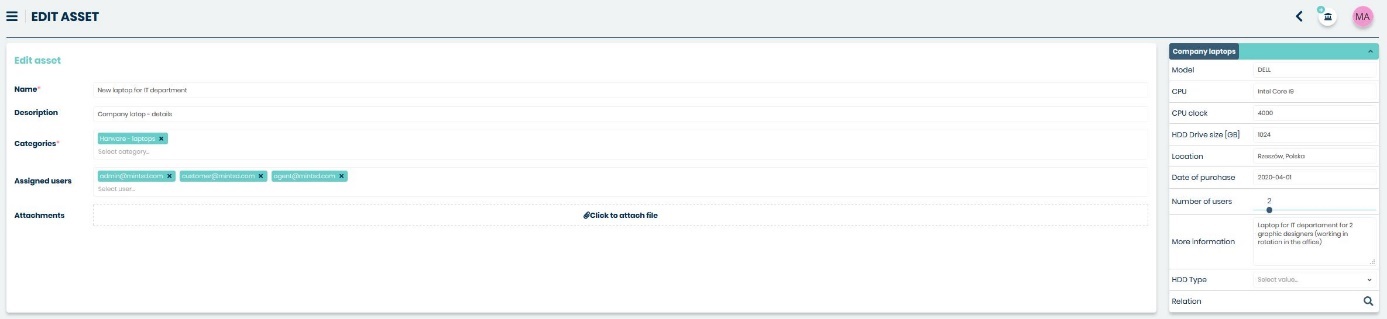 EDIT ASSET
MA
Edit asset
Name*
New laptop for IT department
Description
Company latop - details
Categories*
Harware - laptops ×
Select category...
Assigned users
admin@mintsd.com × customer@mintsd.com × agent@mintsd.com ×
Select user...
Attachments
Click to attach file
Company laptops
Model
DELL
CPU
Intel Core i9
CPU clock
4000
HDD Drive size [GB]
1024
Location
Rzeszów, Polska
Date of purchase
2020-04-01
Number of users
2
More information
Laptop for IT departament for 2
graphic designers (working in
rotation in the office)
HDD Type
Select value...
Relation